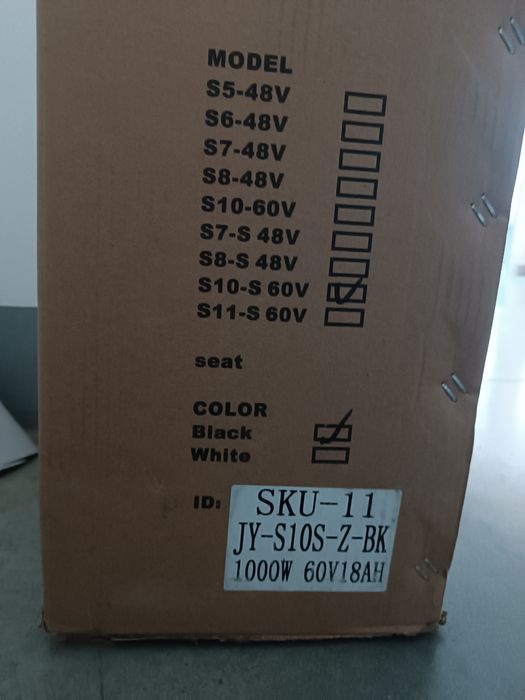 MODEL
S5-48V
S6-48V
S7-48V
S8-48V
S10-60V
S7-S 48V
S8-S 48V
S10-S 60V
S11-S 60V
seat
COLOR
Black
White
ID:
SKU-11
JY-S10S-Z-BK
1000W 60V18AH